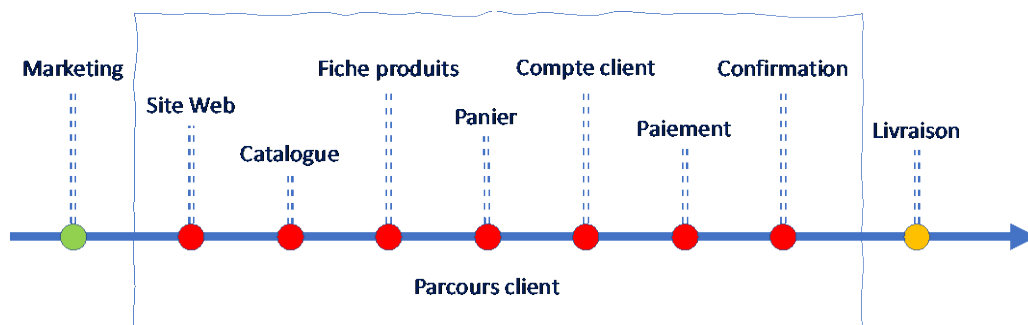 Marketing
Site Web
Catalogue
Fiche produits
Panier
Compte client
Paiement
Confirmation
Livraison
Parcours client